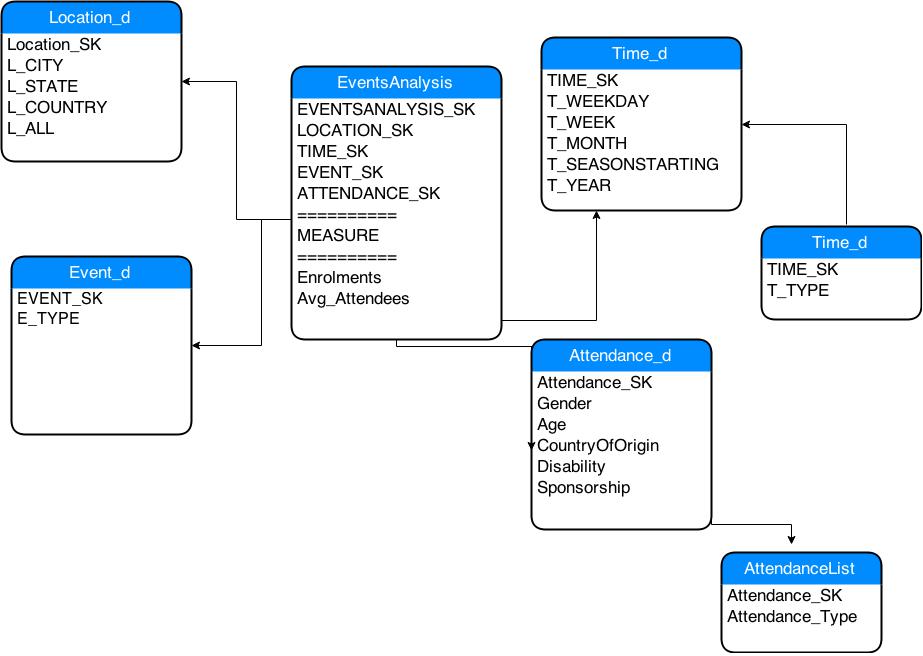 Location_d
Location_SK
L_CITY
L_STATE
L_COUNTRY
L_ALL
EventsAnalysis
EVENTSANALYSIS_SK
LOCATION_SK
TIME_SK
EVENT_SK
ATTENDANCE_SK
==========
MEASURE
==========
Enrolments
Avg_Attendees
Time_d
TIME_SK
T_WEEKDAY
T_WEEK
T_MONTH
T_SEASONSTARTING
T_YEAR
Time_d
TIME_SK
T_TYPE
Event_d
EVENT_SK
E_TYPE
Attendance_d
Attendance_SK
Gender
Age
CountryOfOrigin
Disability
Sponsorship
AttendanceList
Attendance_SK
Attendance_Type